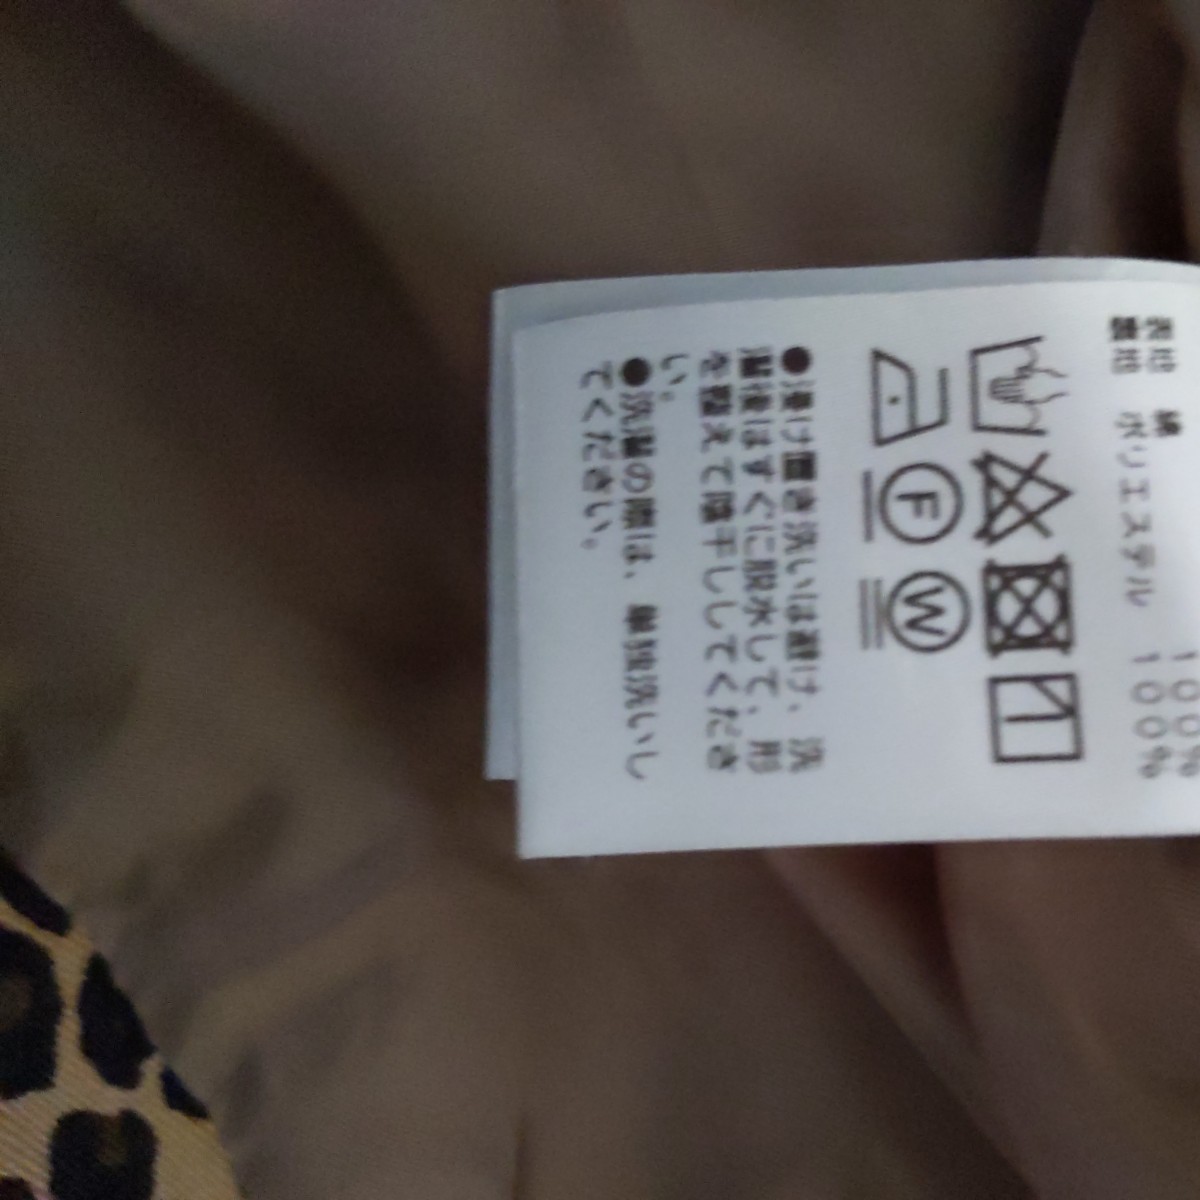 表地 綿 100%
裏地 ポリエステル 100%
F
W
●浸け置き洗いは避け、洗
濯後はすぐに脱水して、形
を整えて陰干ししてくださ
い。
●洗濯の際は、単独洗いし
てください。